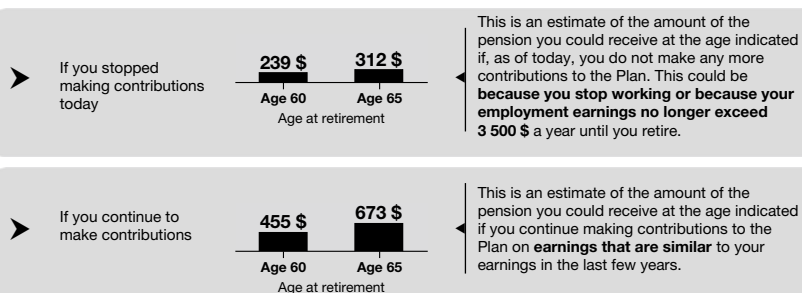 If you stopped
making contributions
today
239 $ 312 $
Age 60 Age 65
Age at retirement
This is an estimate of the amount of the
pension you could receive at the age indicated
if, as of today, you do not make any more
contributions to the Plan. This could be
because you stop working or because your
employment earnings no longer exceed
3 500 $ a year until you retire.
If you continue to
make contributions
455 $ 673 $
Age 60 Age 65
Age at retirement
This is an estimate of the amount of the
pension you could receive at the age indicated
if you continue making contributions to the
Plan on earnings that are similar to your
earnings in the last few years.